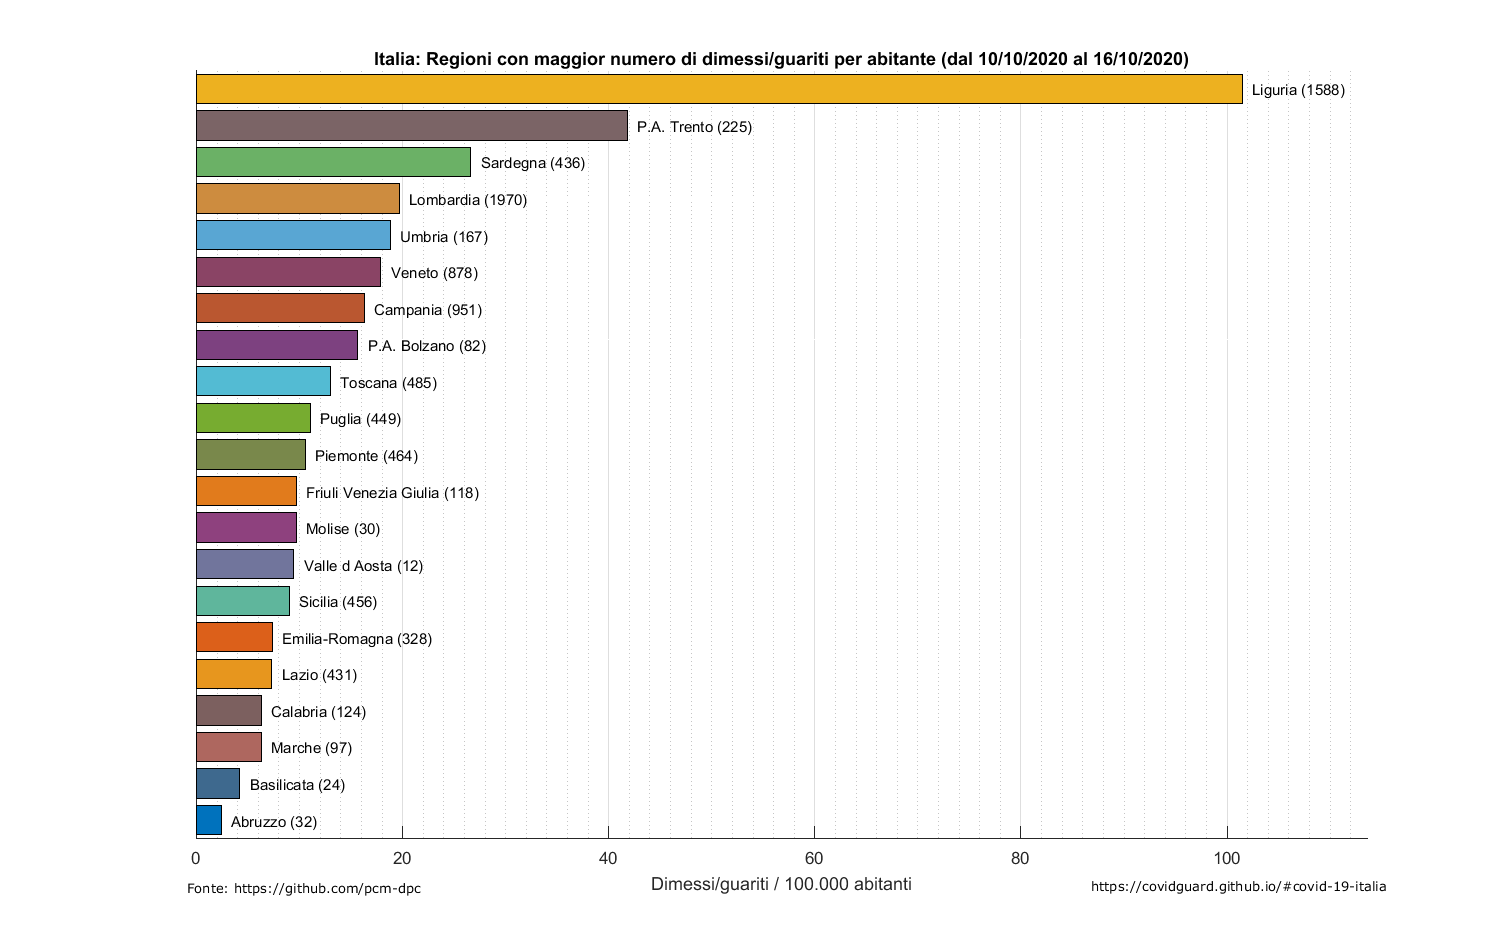 Italia: Regioni con maggior numero di dimessi/guariti per abitante (dal 10/10/2020 al 16/10/2020)
Liguria (1588)
P.A. Trento (225)
Sardegna (436)
Lombardia (1970)
Umbria (167)
Veneto (878)
Campania (951)
P.A. Bolzano (82)
Toscana (485)
Puglia (449)
Piemonte (464)
Friuli Venezia Giulia (118)
Molise (30)
Valle d Aosta (12)
Sicilia (456)
Emilia-Romagna (328)
Lazio (431)
Calabria (124)
Marche (97)
Basilicata (24)
Abruzzo (32)
0 20 40 60 80 100
Dimessi/guariti / 100.000 abitanti
Fonte: https://github.com/pcm-dpc
https://covidguard.github.io/#covid-19-italia